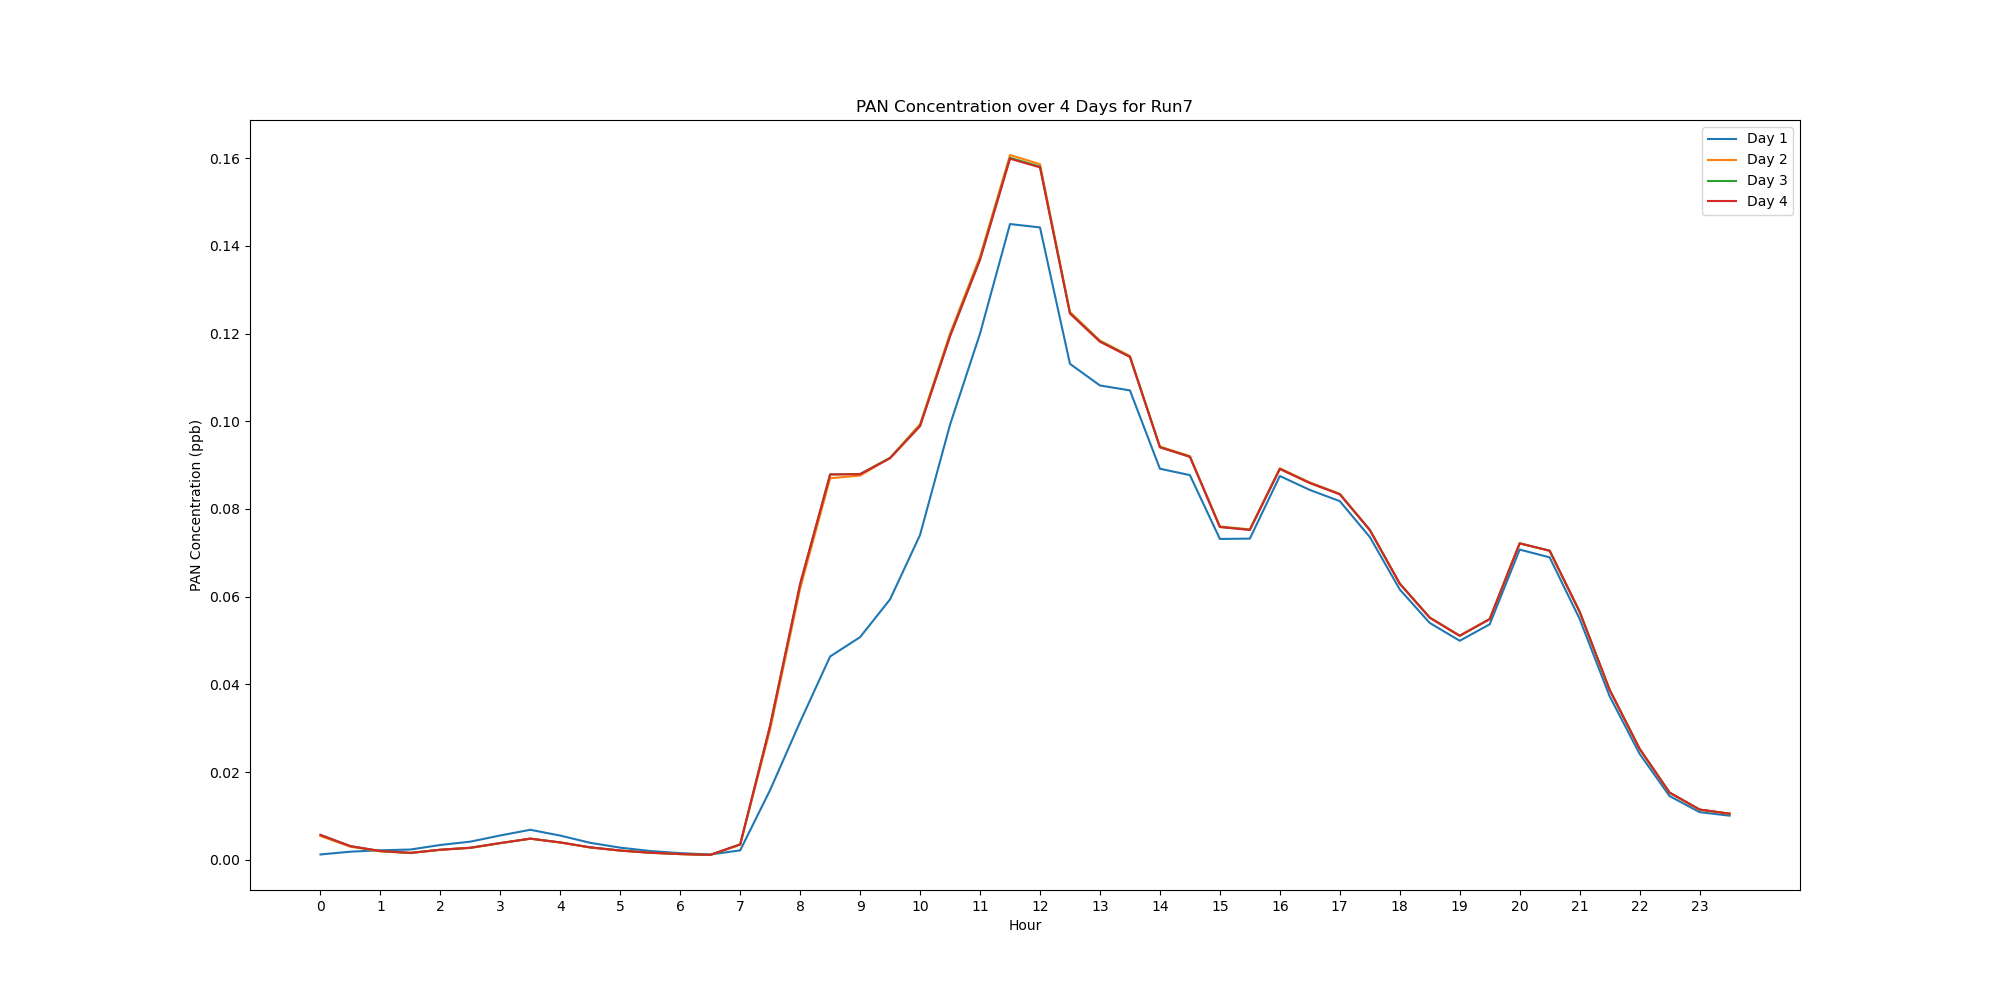 PAN Concentration over 4 Days for Run7
Day 1
Day 2
Day 3
Day 4
PAN Concentration (ppb)
0.16
0.14
0.12
0.10
0.08
0.06
0.04
0.02
0.00
0 1 2 3 4 5 6 7 8 9 10 11 12 13 14 15 16 17 18 19 20 21 22 23
Hour